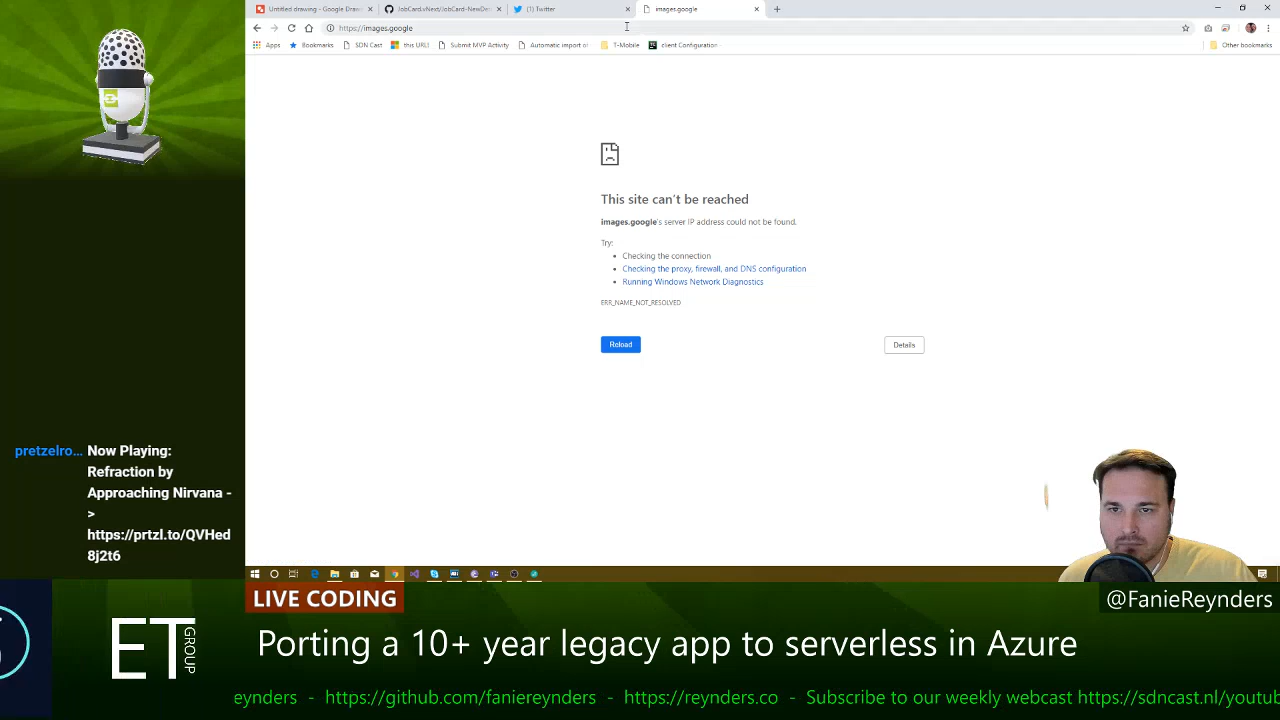 Untitled drawing - Google Draw
JobCard.xNext/JobCard-NewDe
(1) Twitter
images.google
https://images.google
Apps
Bookmarks
SDN Cast
this URL!
Submit MVP Activity
Automatic import o
T-Mobile
client Configuration
Other bookmarks
This site can't be reached
images.google's server IP address could not be found.
Try:
Checking the connection
Checking the proxy, firewall, and DNS configuration
Running Windows Network Diagnostics
ERR_NAME_NOT_RESOLVED
Reload
Details
pretzelro... Now Playing:
Refraction by
Approaching Nirvana -
>
https://prtzl.to/QVHed
8j2t6
LIVE CODING
@FanieReynders
ET GROUP
Porting a 10+ year legacy app to serverless in Azure
eynders - https://github.com/faniereynders - https://reynders.co - Subscribe to our weekly webcast https://sdncast.nl/youtub